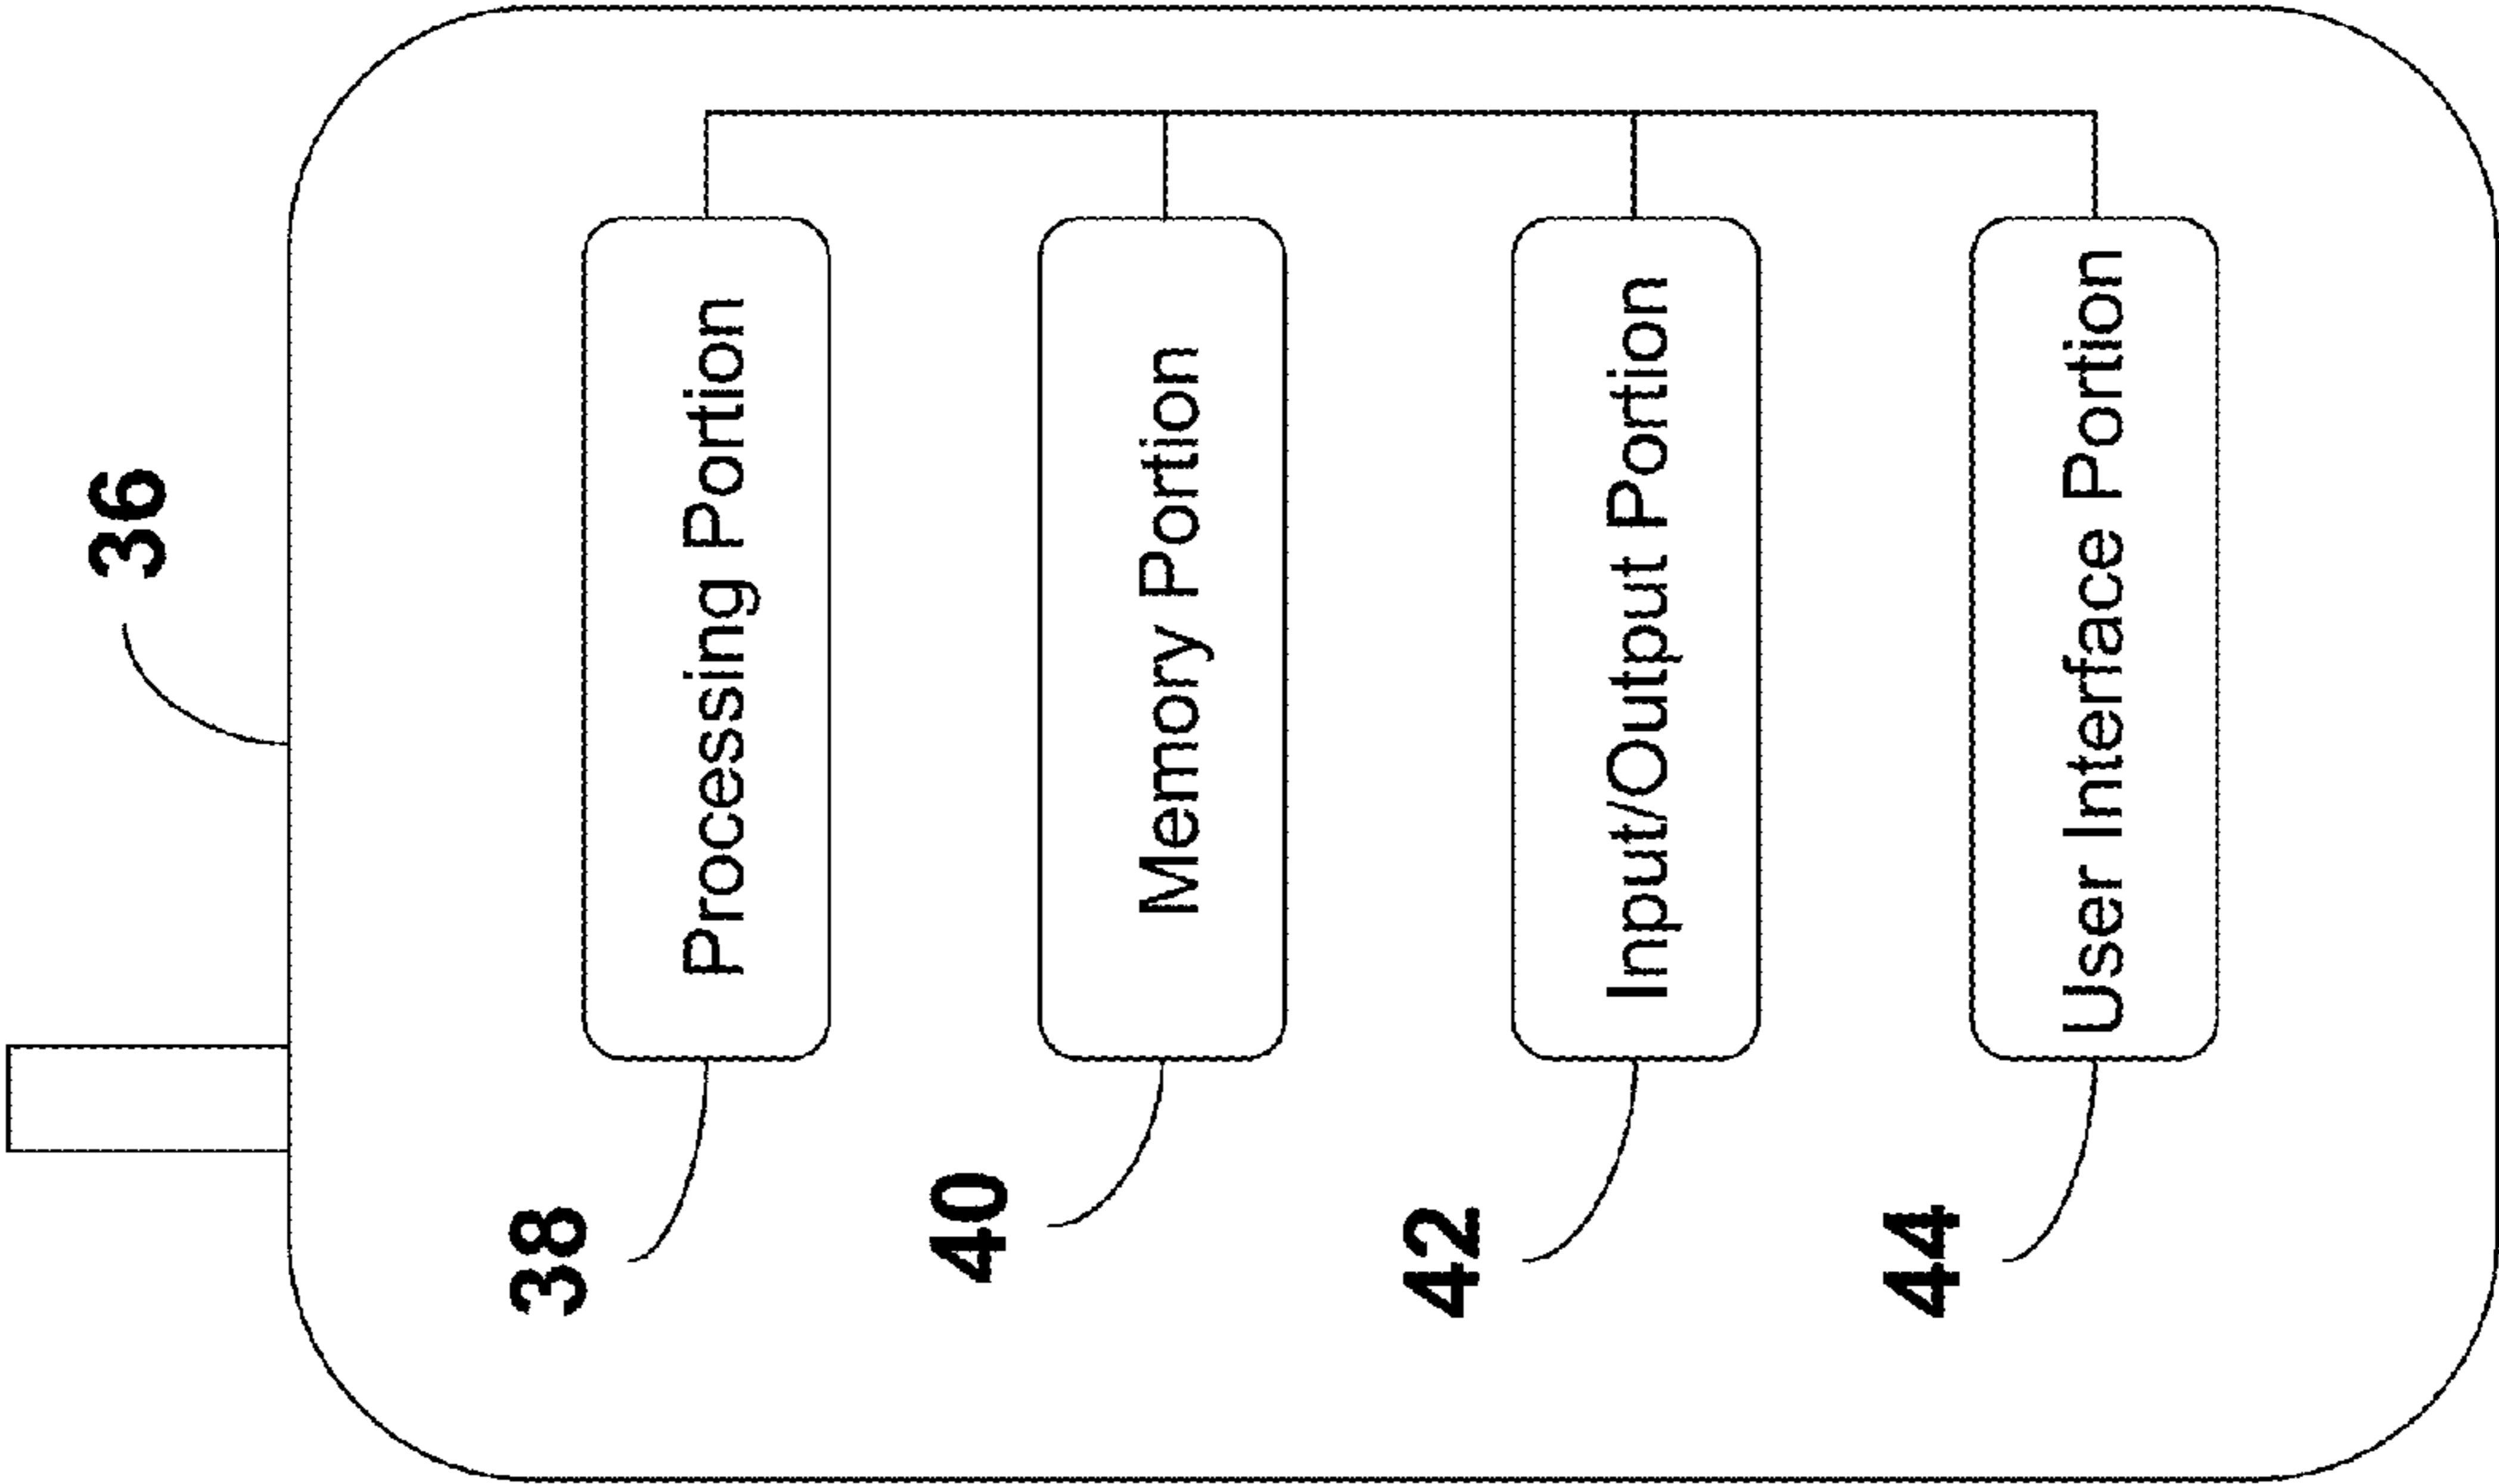 36
38
Processing Portion
40
Memory Portion
42
Input/Output Portion
44
User Interface Portion